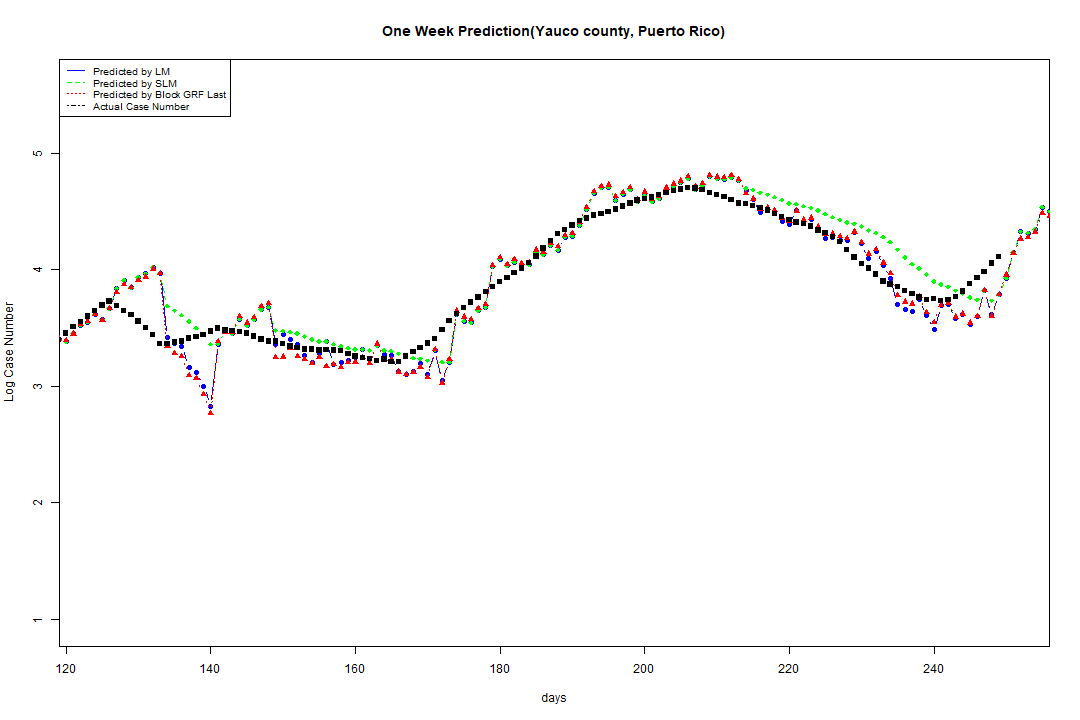 One Week Prediction(Yauco county, Puerto Rico)
Predicted by LM
Predicted by SLM
Predicted by Block GRF Last
Actual Case Number
5
4
3
2
1
Log Case Number
120 140 160 180 200 220 240
days